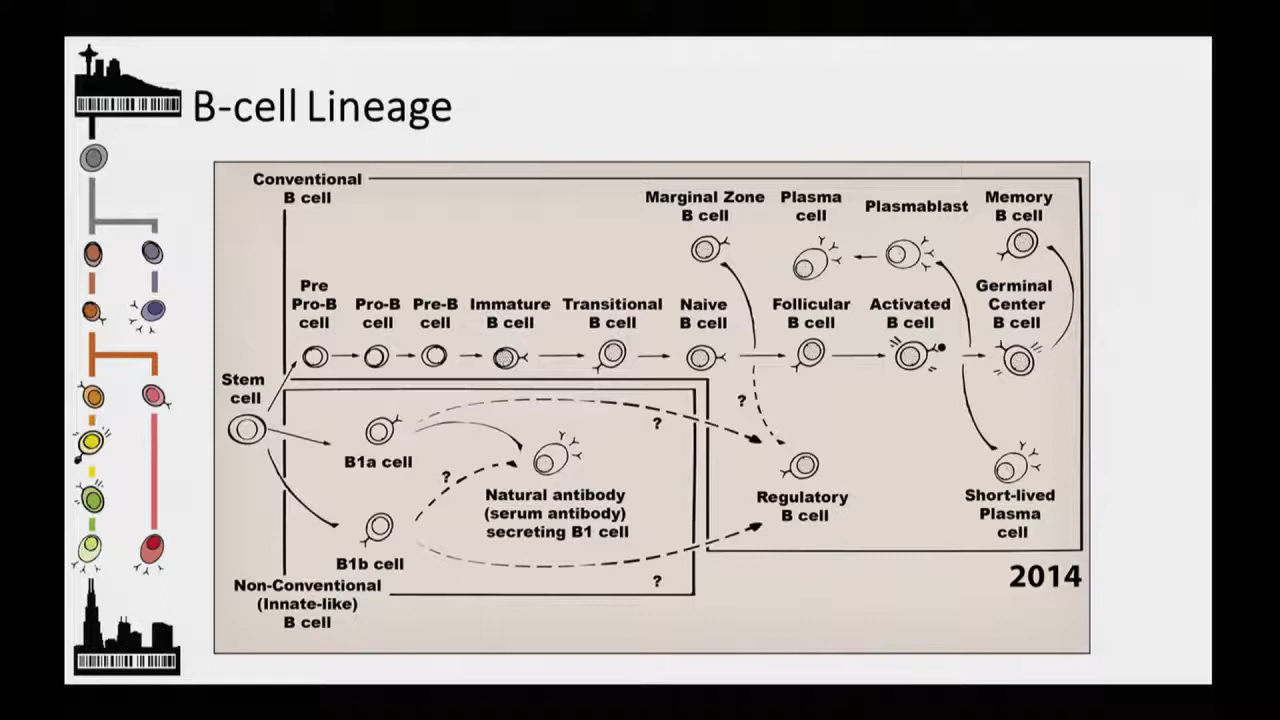 B-cell Lineage
Conventional
B cell
Marginal Zone
B cell
Plasma
cell
Plasmablast
Memory
B cell
Pre
Pro-B
cell
Pro-B
cell
Pre-B
cell
Immature
B cell
Transitional
B cell
Naive
B cell
Follicular
B cell
Activated
B cell
Germinal
Center
B cell
Stem
cell
B1a cell
?
?
?
Natural antibody
(serum antibody)
secreting B1 cell
Regulatory
B cell
Short-lived
Plasma
cell
B1b cell
?
Non-Conventional
(Innate-like)
B cell
2014